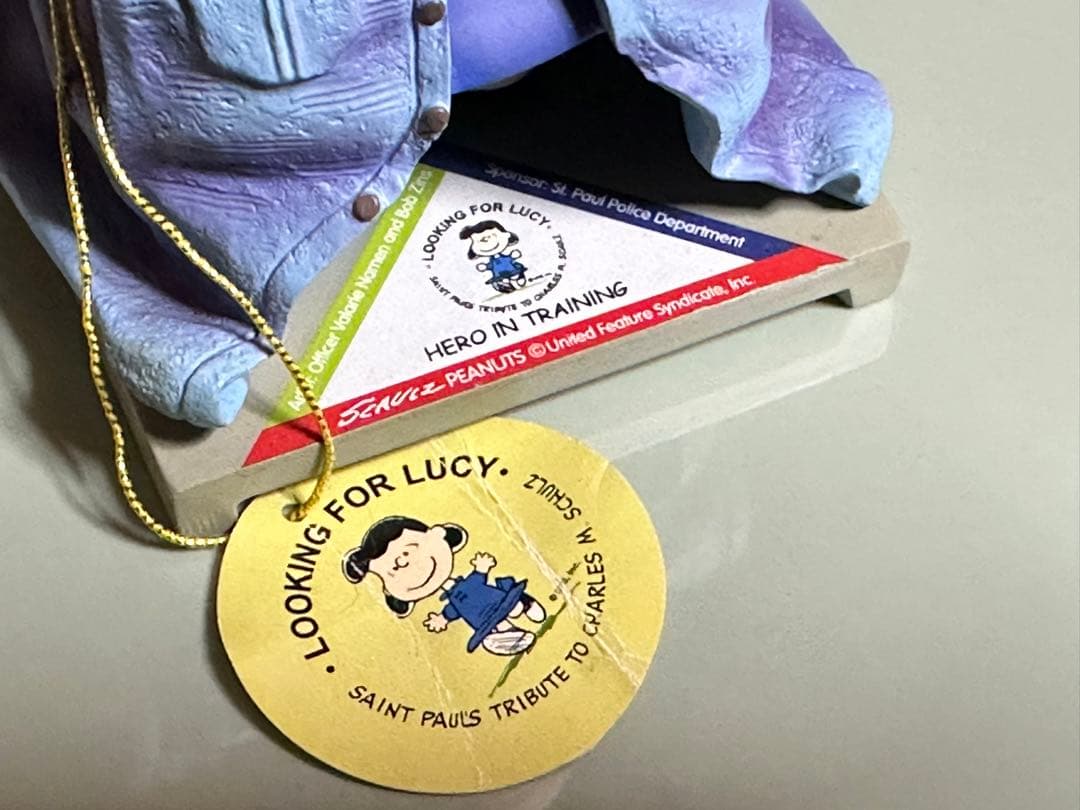 Sponsor: St. Paul Police Department
Artist: Officer Valarie Namen and Bob Zins
• LOOKING FOR LUCY •
SAINT PAUL'S TRIBUTE TO CHARLES M. SCHULZ
HERO IN TRAINING
SCHULZ PEANUTS © United Feature Syndicate, Inc.
• LOOKING FOR LUCY •
SAINT PAUL'S TRIBUTE TO CHARLES M. SCHULZ